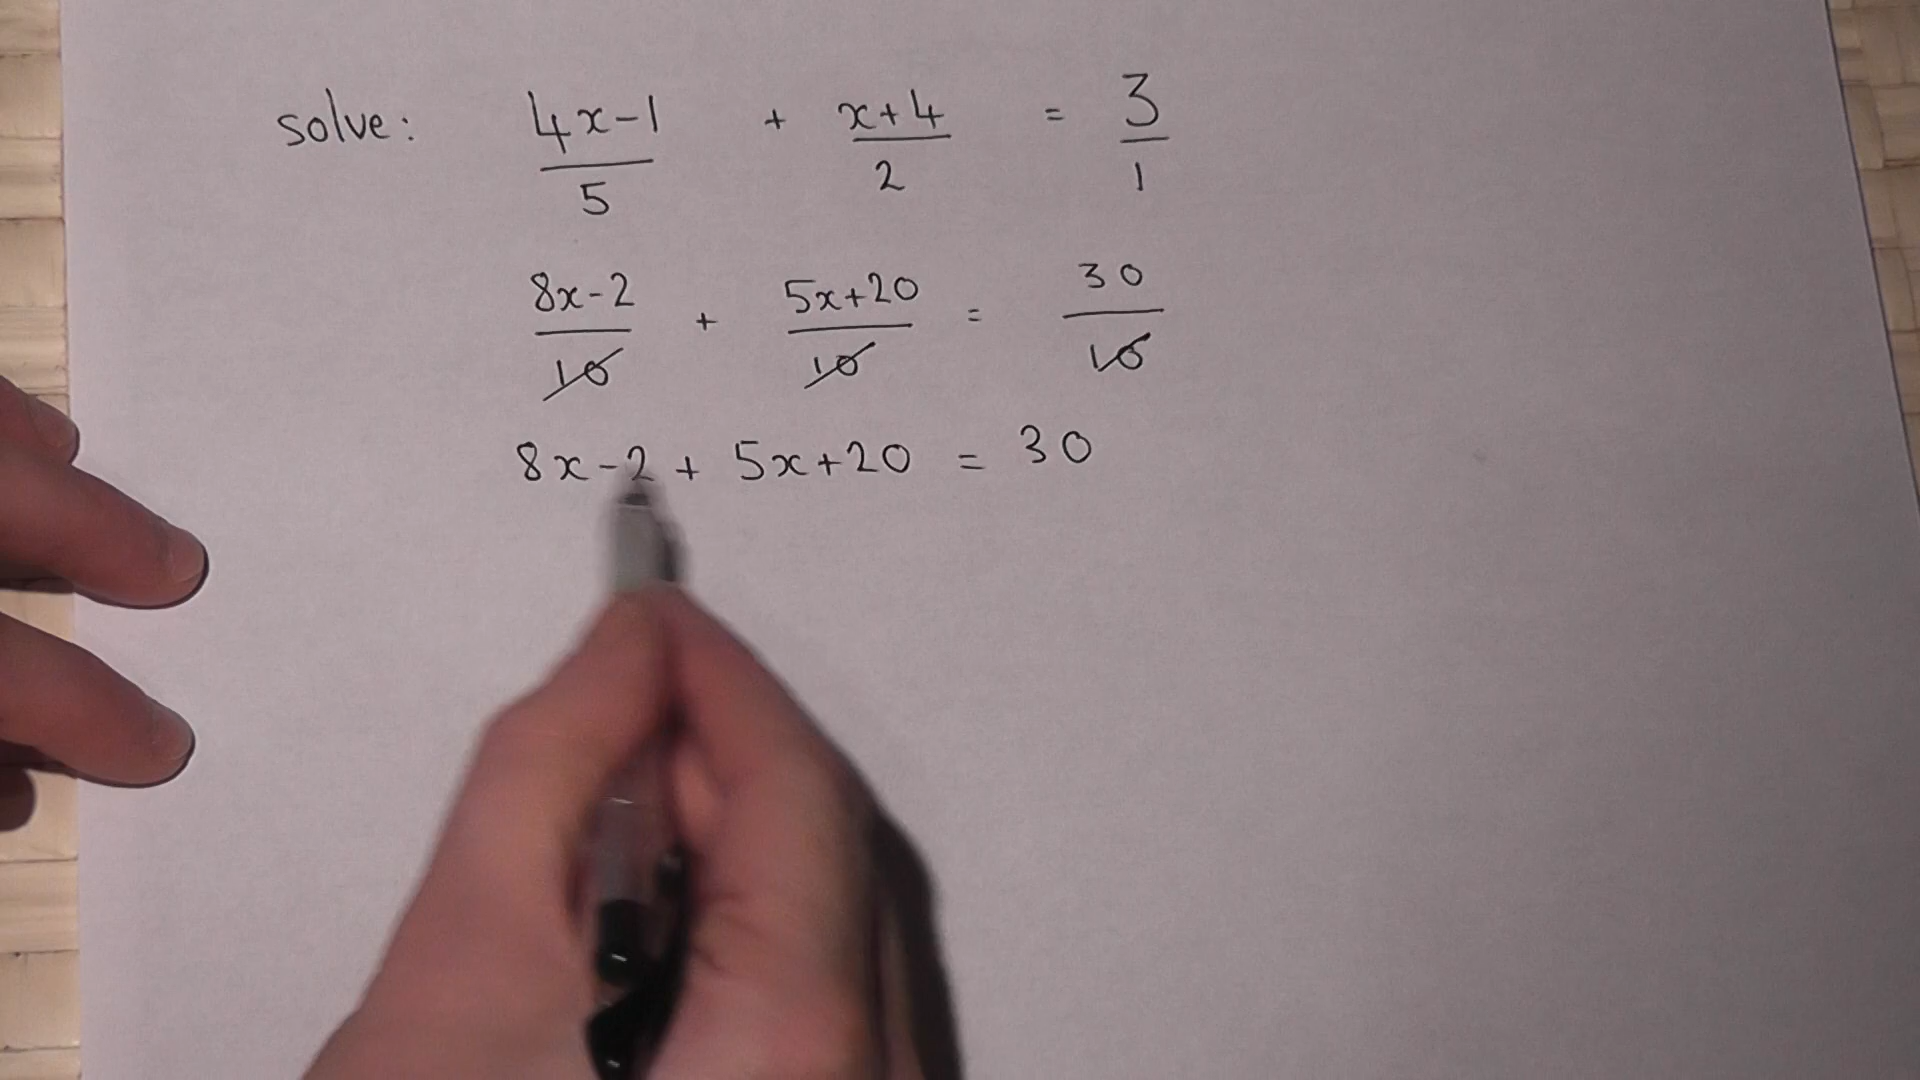 solve: 4x-1/5 + x+4/2 = 3/1
8x-2/10 + 5x+20/10 = 30/10
8x-2+ 5x+20 = 30